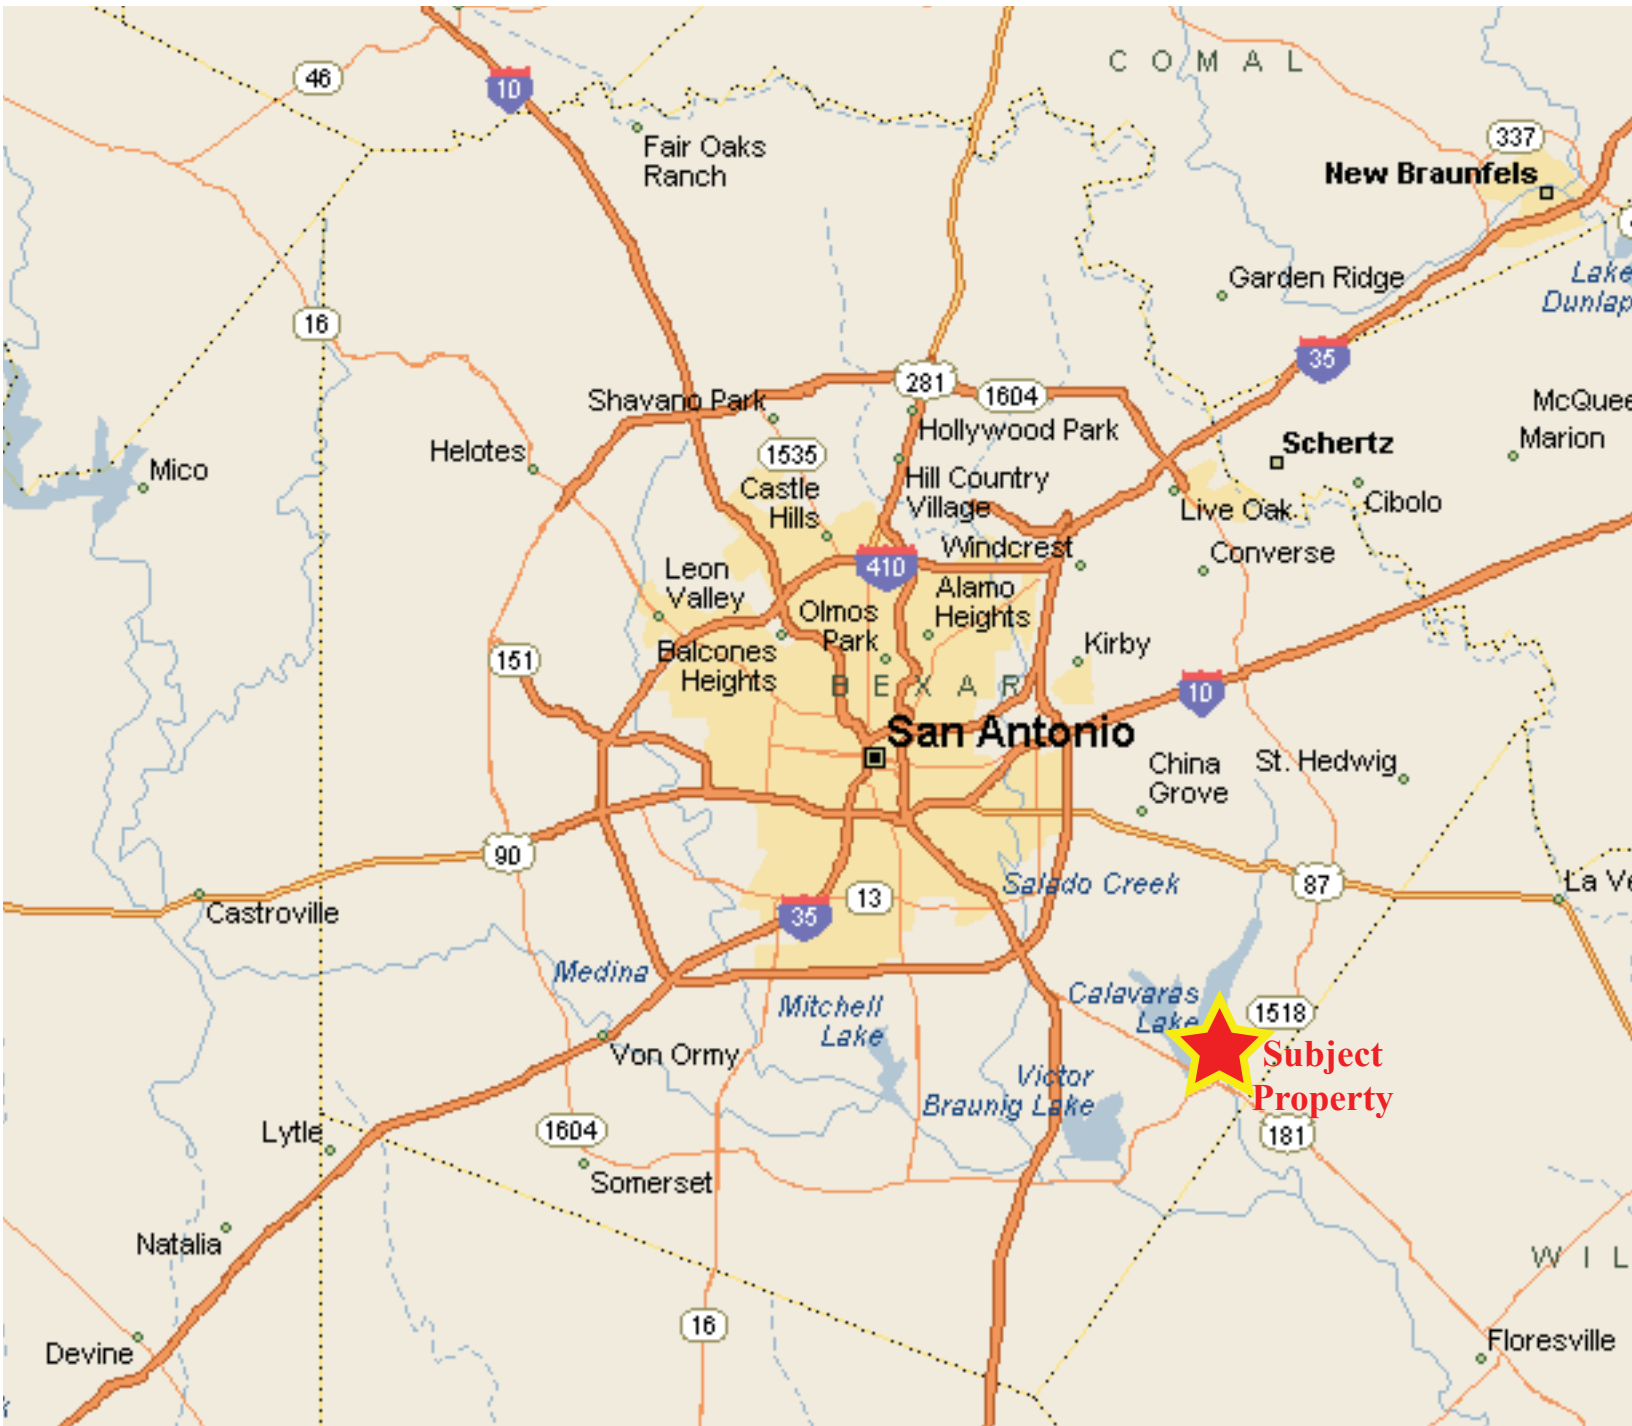 COMAL
46
10
337
Fair Oaks
Ranch
New Braunfels
Garden Ridge
Lake
Dunlap
16
35
281
1604
Shavano Park
McQuee
Hollywood Park
Marion
Schertz
Helotes
1535
Mico
Hill Country
Village
Castle
Hills
Cibolo
Live Oak
Windcrest
Converse
410
Leon
Valley
Alamo
Heights
Olmos
Park
Kirby
151
Balcones
Heights
BEXAR
10
San Antonio
China
Grove
St. Hedwig
90
87
Salado Creek
La Ve
13
Castroville
35
Medina
Calavaras
Lake
Mitchell
Lake
1518
Subject
Property
Von Ormy
Victor
Braunig Lake
Lytle
1604
181
Somerset
Natalia
WIL
16
Devine
Floresville